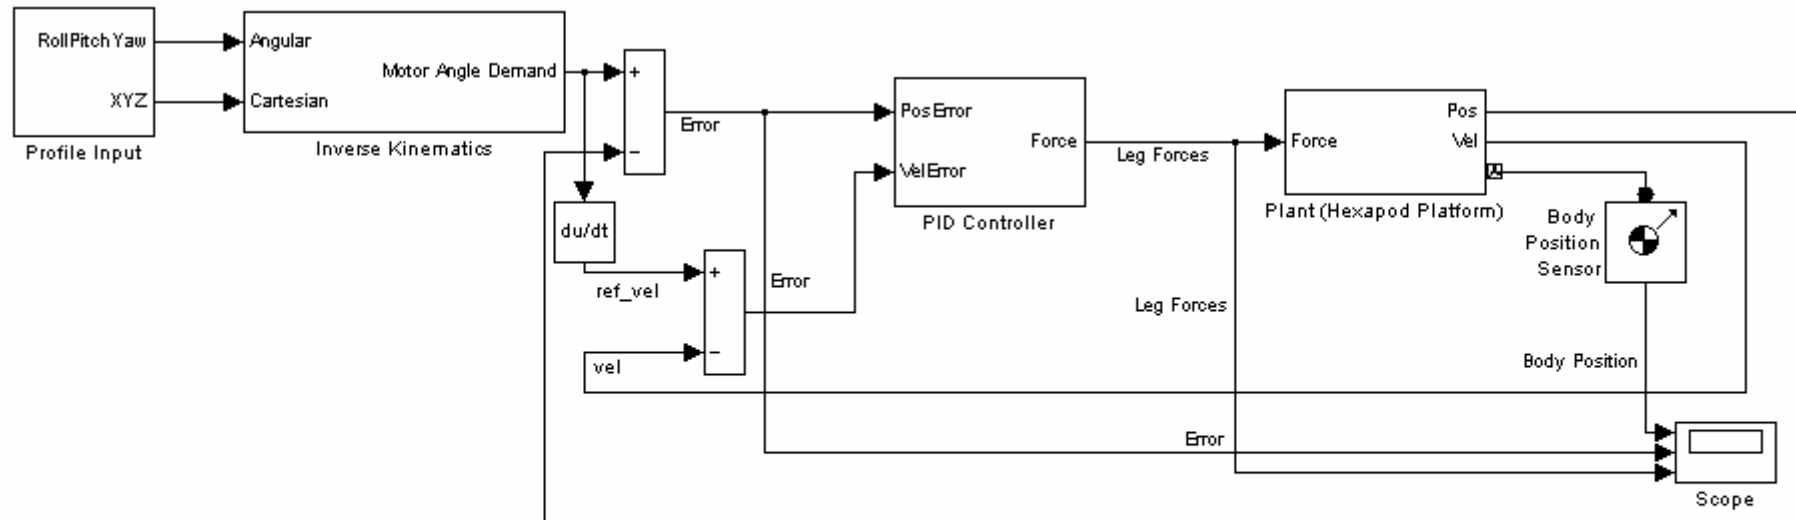 RollPitchYaw
XYZ
Profile Input
Angular
Motor Angle Demand
Cartesian
Inverse Kinematics
+
−
Error
du/dt
ref_vel
+
−
vel
Error
PosError
Force
VelError
PID Controller
Leg Forces
Leg Forces
Force
Pos
Vel
Plant (Hexapod Platform)
Body
Position
Sensor
Body Position
Error
Scope